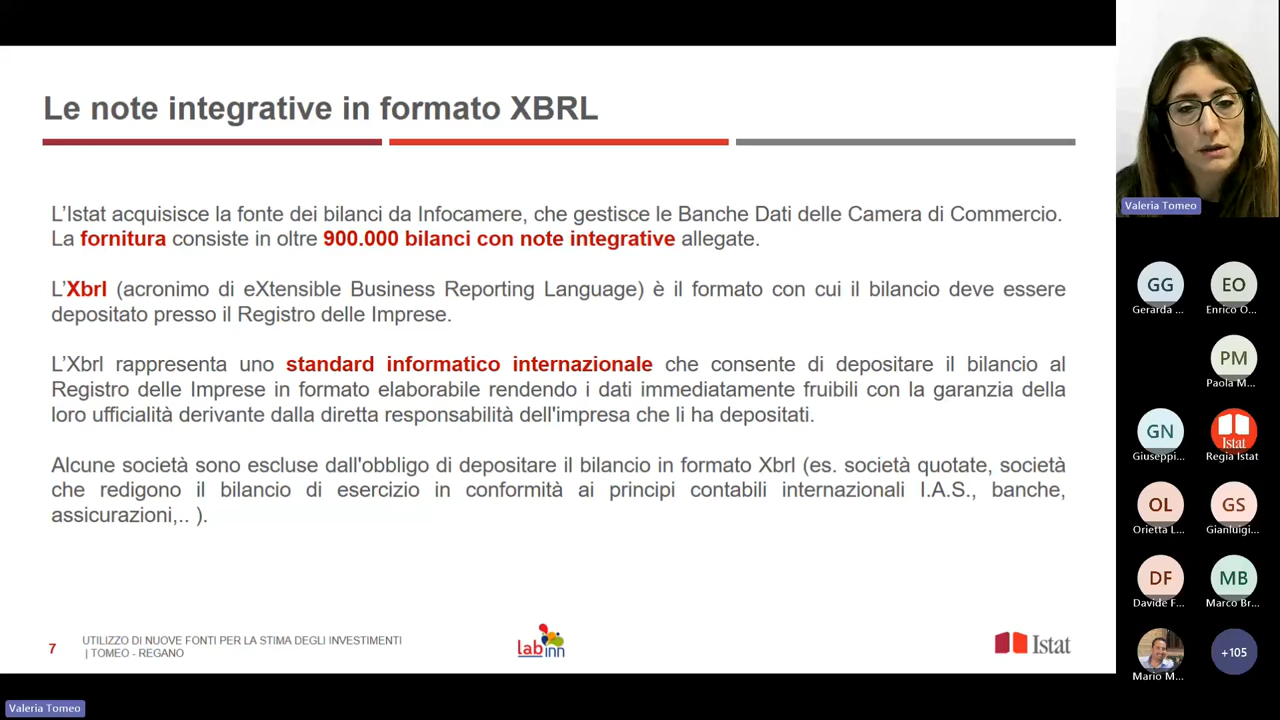 Le note integrative in formato XBRL
L'Istat acquisisce la fonte dei bilanci da Infocamere, che gestisce le Banche Dati delle Camera di Commercio.
La fornitura consiste in oltre 900.000 bilanci con note integrative allegate.
L'Xbrl (acronimo di eXtensible Business Reporting Language) è il formato con cui il bilancio deve essere
depositato presso il Registro delle Imprese.
L'Xbrl rappresenta uno standard informatico internazionale che consente di depositare il bilancio al
Registro delle Imprese in formato elaborabile rendendo i dati immediatamente fruibili con la garanzia della
loro ufficialità derivante dalla diretta responsabilità dell'impresa che li ha depositati.
Alcune società sono escluse dall'obbligo di depositare il bilancio in formato Xbrl (es. società quotate, società
che redigono il bilancio di esercizio in conformità ai principi contabili internazionali I.A.S., banche,
assicurazioni,.. ).
7
UTILIZZO DI NUOVE FONTI PER LA STIMA DEGLI INVESTIMENTI
| TOMEO - REGANO
lab inn
Istat
Valeria Tomeo
GG
Gerarda ...
EO
Enrico O...
PM
Paola M...
GN
Giuseppi...
Istat
Regia Istat
OL
Orietta L...
GS
Gianluigi...
DF
Davide F...
MB
Marco Br...
Mario M...
+105
Valeria Tomeo